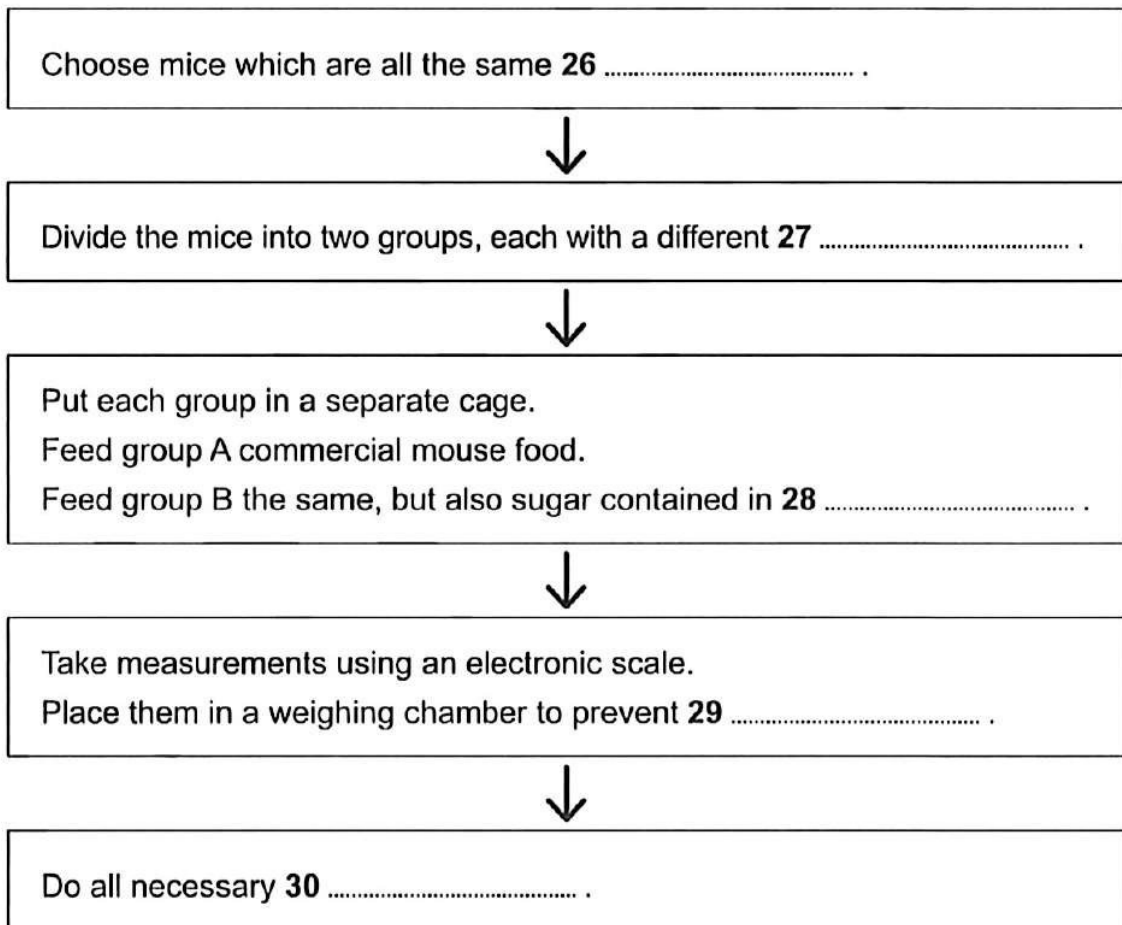 Choose mice which are all the same 26 ........................................ .
Divide the mice into two groups, each with a different 27 ........................................ .
Put each group in a separate cage.
Feed group A commercial mouse food.
Feed group B the same, but also sugar contained in 28 ........................................ .
Take measurements using an electronic scale.
Place them in a weighing chamber to prevent 29 ........................................ .
Do all necessary 30 ........................................ .